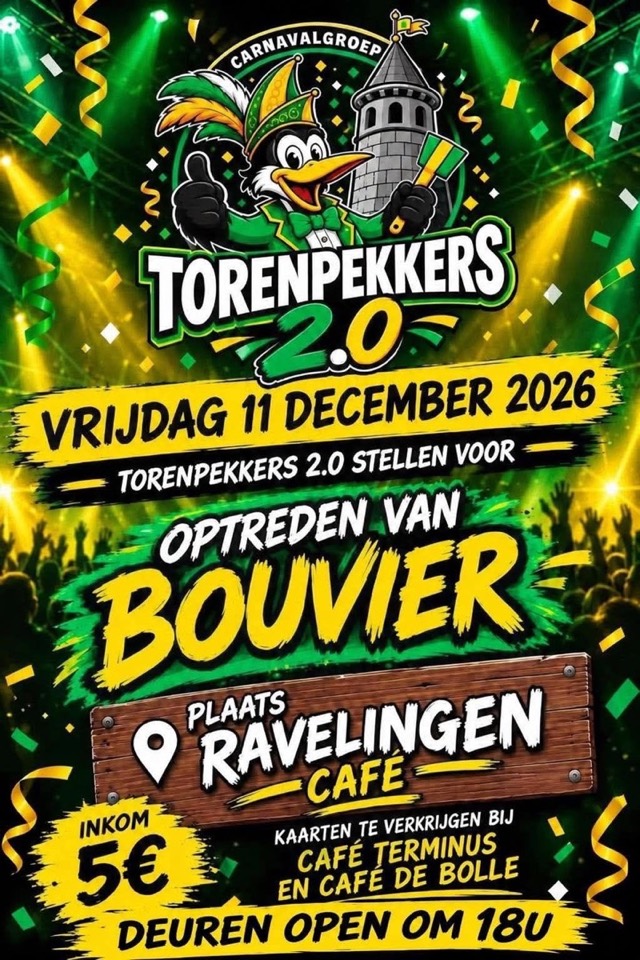 CARNAVALGROEP
TORENPEKKERS
2.0
VRIJDAG 11 DECEMBER 2026
TORENPEKKERS 2.0 STELLEN VOOR
OPTREDEN VAN
BOUVIER
PLAATS
RAVELINGEN
CAFÉ
INKOM
5€
KAARTEN TE VERKRIJGEN BIJ
CAFÉ TERMINUS
EN CAFÉ DE BOLLE
DEUREN OPEN OM 18U